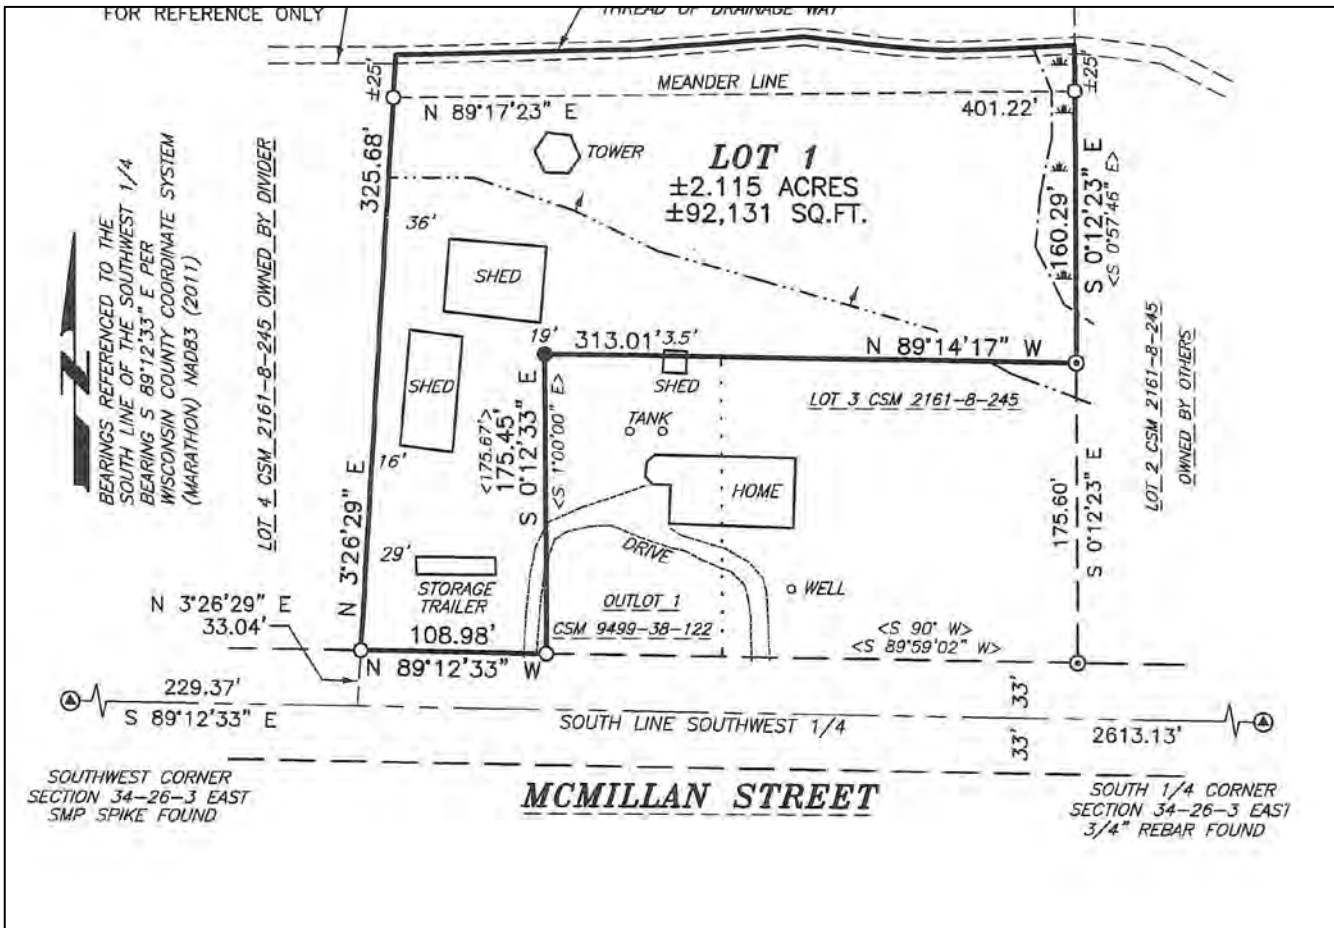 FOR REFERENCE ONLY
THREAD OF DRAINAGE WAY
±25'
MEANDER LINE
±25'
N 89°17'23" E
401.22'
325.68'
TOWER
LOT 1
±2.115 ACRES
±92,131 SQ.FT.
160.29'
S 0°12'23" E
<S 0°57'46" E>
BEARINGS REFERENCED TO THE
SOUTH LINE OF THE SOUTHWEST 1/4
BEARING S 89°12'33" E PER
WISCONSIN COUNTY COORDINATE SYSTEM
(MARATHON) NAD83 (2011)
LOT 4 CSM 2161-8-245 OWNED BY DIVIDER
36'
SHED
SHED
16'
19'
313.01'
3.5'
N 89°14'17" W
SHED
LOT 3 CSM 2161-8-245
LOT 2 CSM 2161-8-245
OWNED BY OTHERS
<175.67'>
175.45'
S 0°12'33" E
<S 1°00'00" E>
TANK
HOME
N 3°26'29" E
175.60'
S 0°12'23" E
29'
STORAGE
TRAILER
DRIVE
WELL
OUTLOT 1
CSM 9499-38-122
N 3°26'29" E
33.04'
108.98'
N 89°12'33" W
<S 90° W>
<S 89°59'02" W>
229.37'
S 89°12'33" E
33'
33'
SOUTH LINE SOUTHWEST 1/4
2613.13'
SOUTHWEST CORNER
SECTION 34-26-3 EAST
SMP SPIKE FOUND
MCMILLAN STREET
SOUTH 1/4 CORNER
SECTION 34-26-3 EAST
3/4" REBAR FOUND